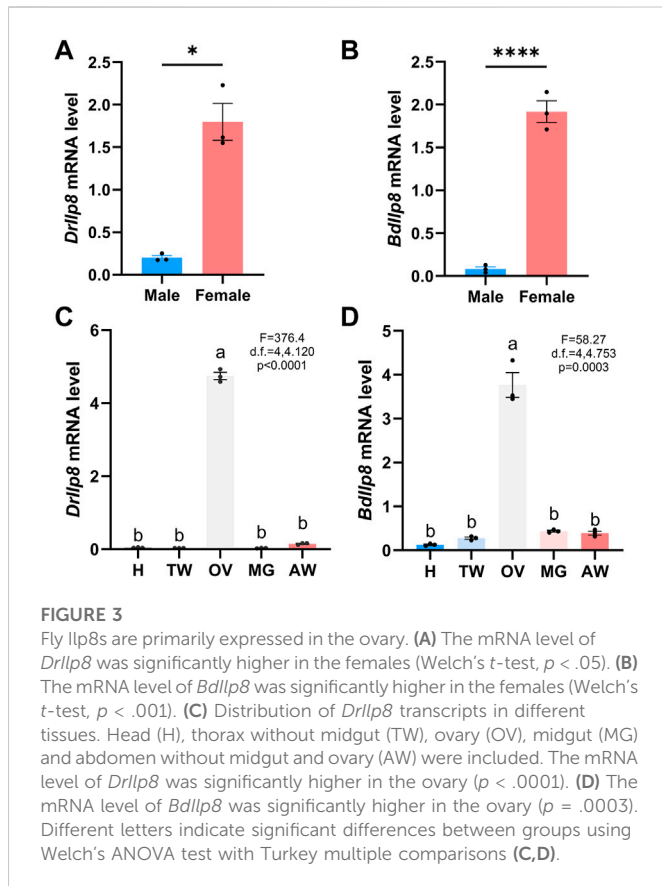 A
*
DrIlp8 mRNA level
2.5
2.0
1.5
1.0
0.5
0.0
Male Female
B
****
BdIlp8 mRNA level
2.5
2.0
1.5
1.0
0.5
0.0
Male Female
C
F=376.4
d.f.=4,4.120
p<0.0001
DrIlp8 mRNA level
6
4
2
0
b b a b b
H TW OV MG AW
D
F=58.27
d.f.=4,4.753
p=0.0003
BdIlp8 mRNA level
5
4
3
2
1
0
b b a b b
H TW OV MG AW
FIGURE 3
Fly Ilp8s are primarily expressed in the ovary. (A) The mRNA level of
DrIlp8 was significantly higher in the females (Welch's t-test, p < .05). (B)
The mRNA level of BdIlp8 was significantly higher in the females (Welch's
t-test, p < .001). (C) Distribution of DrIlp8 transcripts in different
tissues. Head (H), thorax without midgut (TW), ovary (OV), midgut (MG)
and abdomen without midgut and ovary (AW) were included. The mRNA
level of DrIlp8 was significantly higher in the ovary (p < .0001). (D) The
mRNA level of BdIlp8 was significantly higher in the ovary (p = .0003).
Different letters indicate significant differences between groups using
Welch's ANOVA test with Turkey multiple comparisons (C,D).